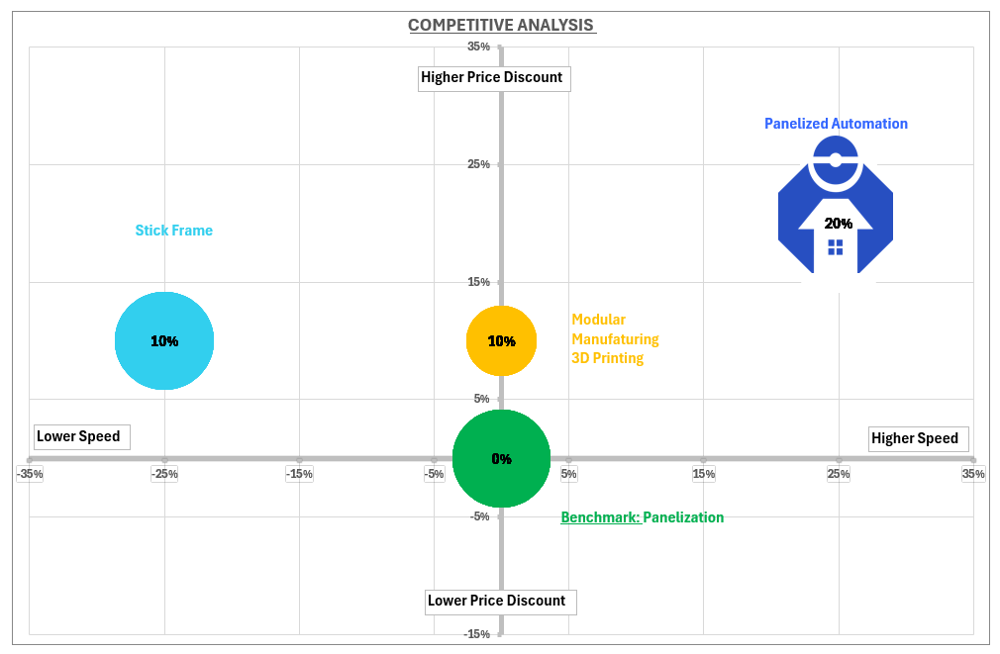 COMPETITIVE ANALYSIS
35%
Higher Price Discount
Panelized Automation
25%
20%
Stick Frame
15%
Modular
Manufaturing
3D Printing
10%
10%
5%
Lower Speed
Higher Speed
0%
-35%
-25%
-15%
-5%
5%
15%
25%
35%
-5%
Benchmark: Panelization
Lower Price Discount
-15%